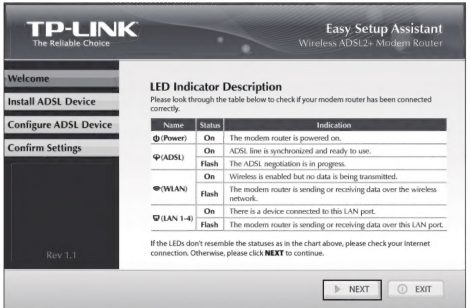 TP-LINK®
The Reliable Choice
Easy Setup Assistant
Wireless ADSL2+ Modem Router
Welcome
Install ADSL Device
Configure ADSL Device
Confirm Settings
Rev 1.1
LED Indicator Description
Please look through the table below to check if your modem router has been connected
correctly.
Name Status Indication
(Power) On The modem router is powered on.
(ADSL) On ADSL line is synchronized and ready to use.
Flash The ADSL negotiation is in progress.
(WLAN) On Wireless is enabled but no data is being transmitted.
Flash The modem router is sending or receiving data over the wireless
network.
(LAN 1-4) On There is a device connected to this LAN port.
Flash The modem router is sending or receiving data over this LAN port.
If the LEDs don't resemble the statuses as in the chart above, please check your Internet
connection. Otherwise, please click NEXT to continue.
NEXT
EXIT